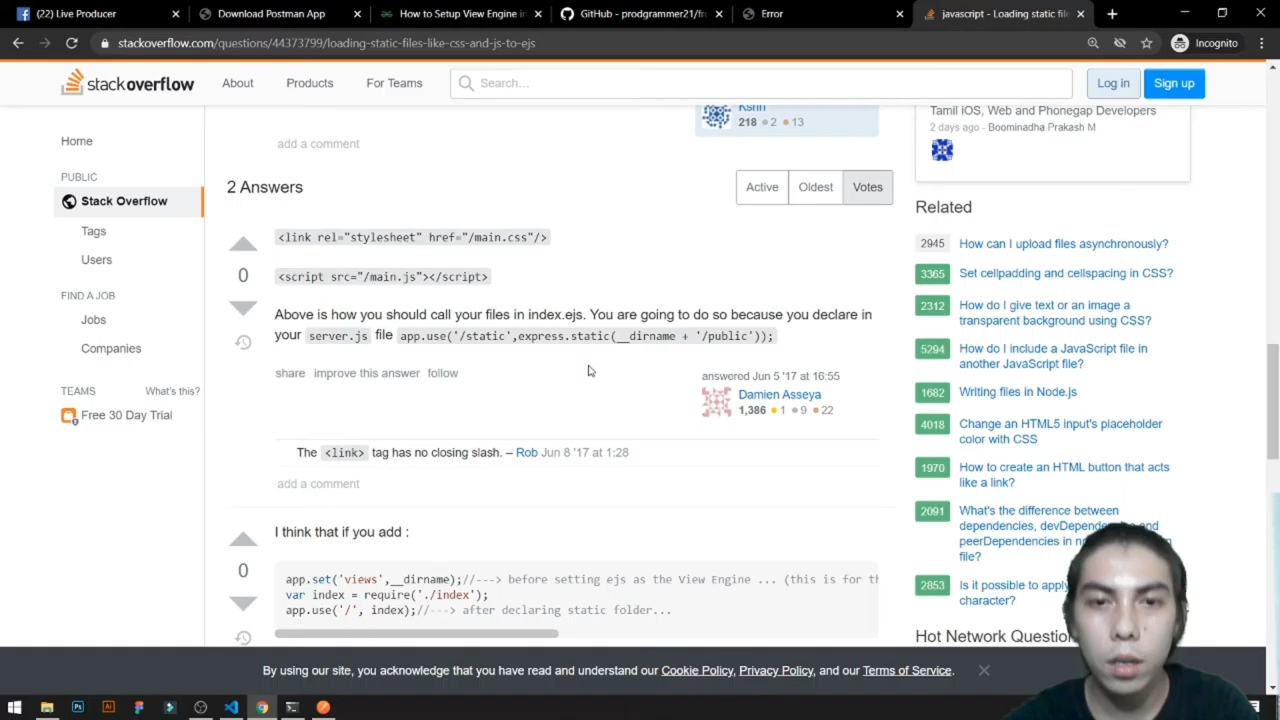 (22) Live Producer
Download Postman App
How to Setup View Engine in
GitHub - prodgrammer21/fr
Error
javascript - Loading static file
stackoverflow.com/questions/44373799/loading-static-files-like-css-and-js-to-ejs
Incognito
stackoverflow
About
Products
For Teams
Search...
Log in
Sign up
Home
PUBLIC
Stack Overflow
Tags
Users
FIND A JOB
Jobs
Companies
TEAMS
What's this?
Free 30 Day Trial
218 2 13
add a comment
2 Answers
Active
Oldest
Votes
0
<link rel="stylesheet" href="/main.css"/>
<script src="/main.js"></script>
Above is how you should call your files in index.ejs. You are going to do so because you declare in
your server.js file app.use('/static',express.static(__dirname + '/public'));
share improve this answer follow
answered Jun 5 '17 at 16:55
Damien Asseya
1,386 1 9 22
The <link> tag has no closing slash. – Rob Jun 8 '17 at 1:28
add a comment
0
I think that if you add :
app.set('views',__dirname);//---> before setting ejs as the View Engine ... (this is for th
var index = require('./index');
app.use('/', index);//---> after declaring static folder...
Tamil iOS, Web and Phonegap Developers
2 days ago - Boominadha Prakash M
Related
2945 How can I upload files asynchronously?
3365 Set cellpadding and cellspacing in CSS?
2312 How do I give text or an image a
transparent background using CSS?
5294 How do I include a JavaScript file in
another JavaScript file?
1682 Writing files in Node.js
4018 Change an HTML5 input's placeholder
color with CSS
1970 How to create an HTML button that acts
like a link?
2091 What's the difference between
dependencies, devDepende and
peerDependencies in n
file?
2853 Is it possible to apply
character?
Hot Network Questio
By using our site, you acknowledge that you have read and understand our Cookie Policy, Privacy Policy, and our Terms of Service.
Ps
Ai